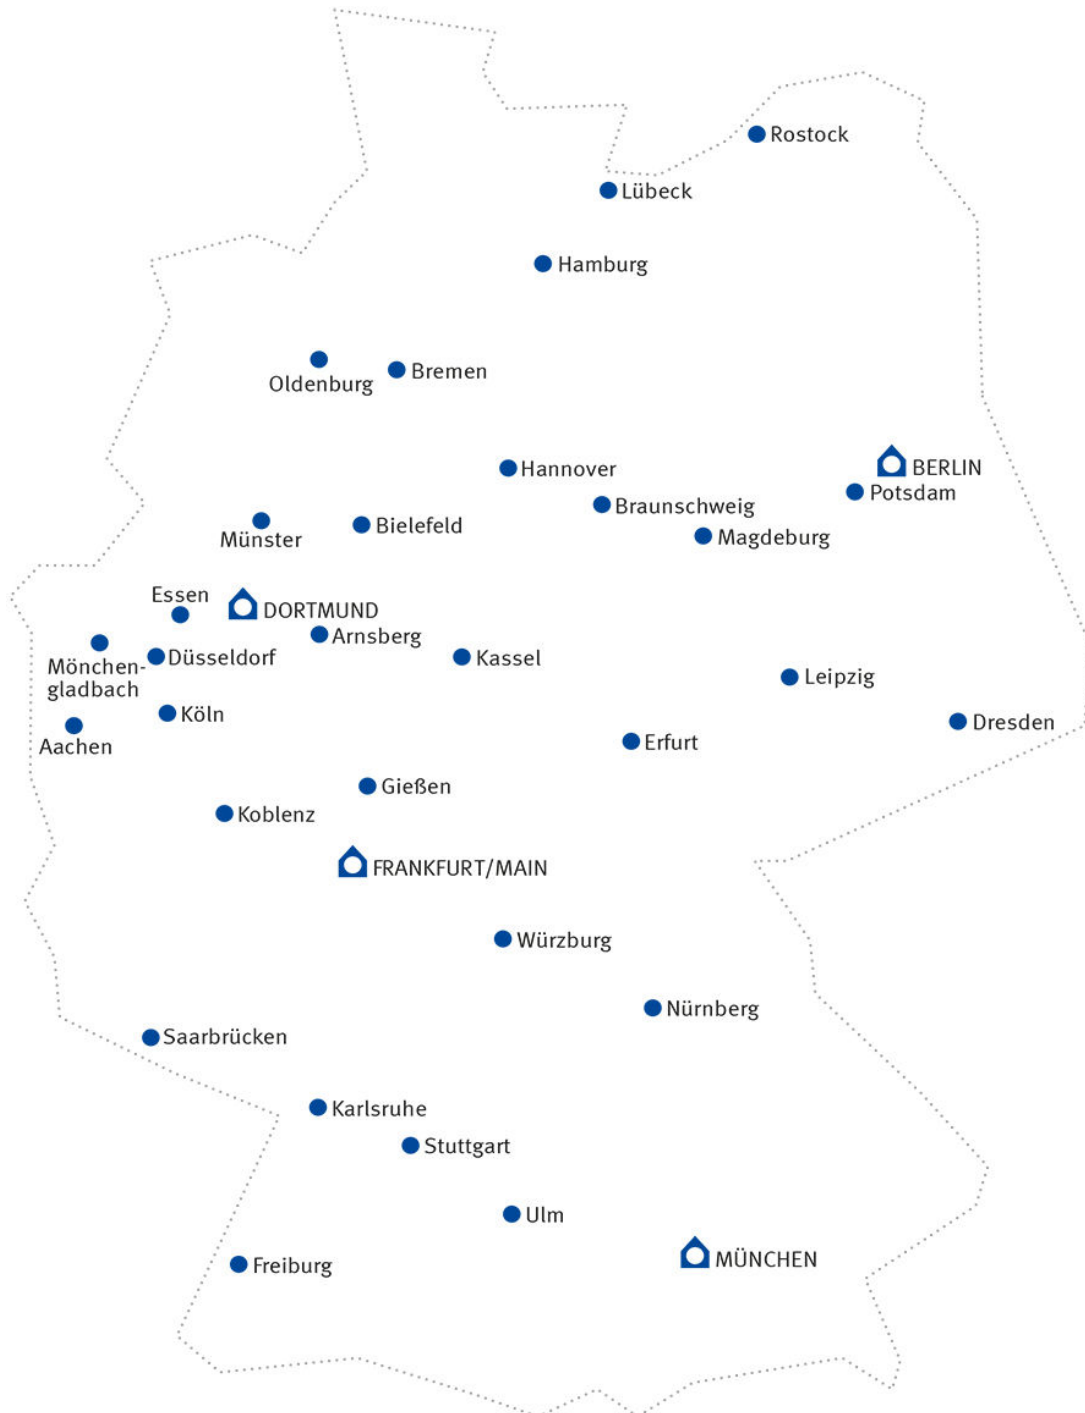 Rostock
Lübeck
Hamburg
Oldenburg
Bremen
Hannover
BERLIN
Potsdam
Braunschweig
Magdeburg
Münster
Bielefeld
Essen
DORTMUND
Arnsberg
Mönchen-
gladbach
Düsseldorf
Kassel
Leipzig
Köln
Aachen
Dresden
Erfurt
Gießen
Koblenz
FRANKFURT/MAIN
Würzburg
Nürnberg
Saarbrücken
Karlsruhe
Stuttgart
Ulm
MÜNCHEN
Freiburg